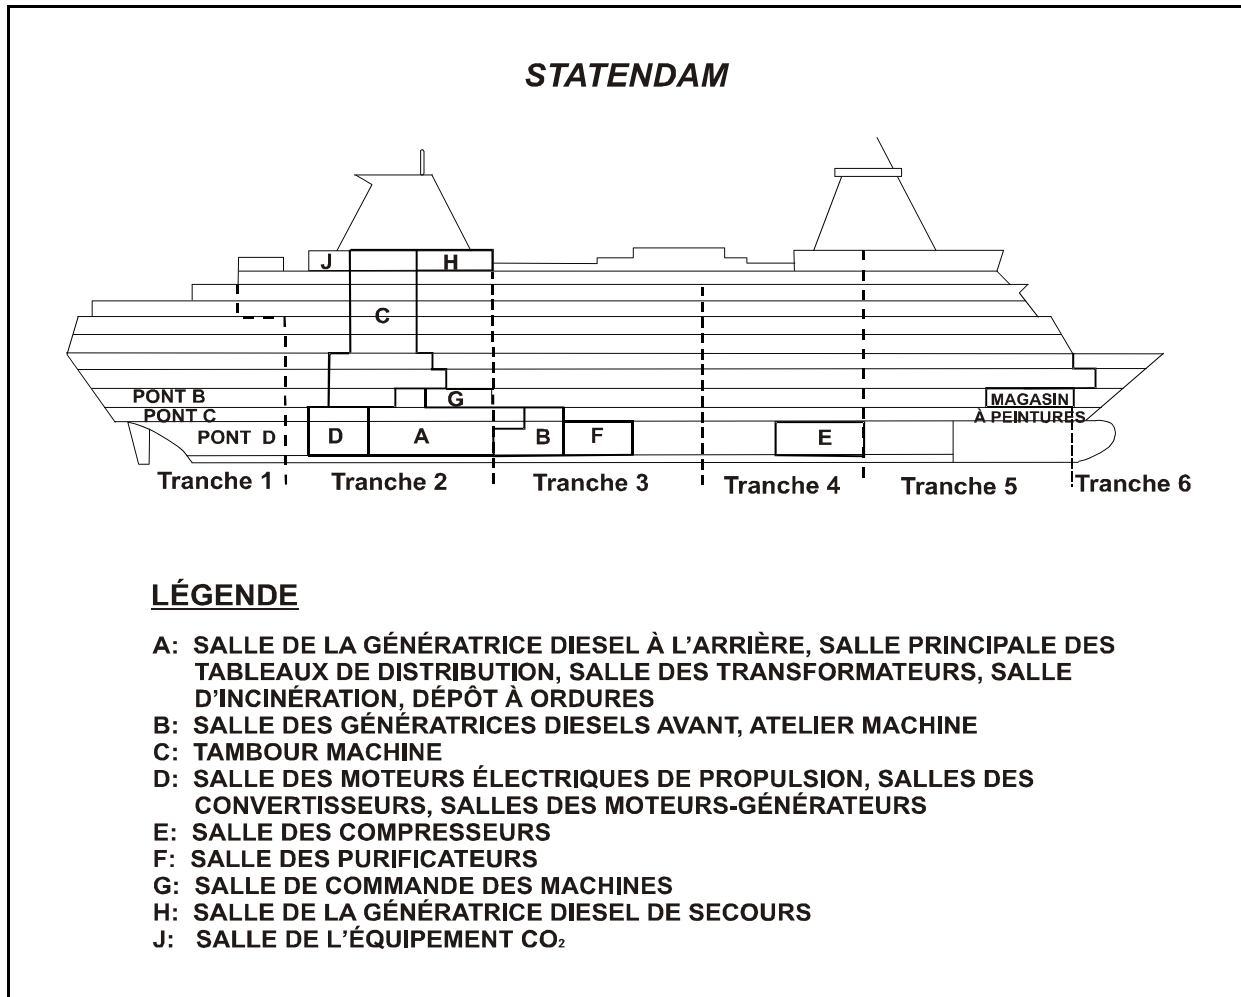 STATENDAM
J
H
C
PONT B
G
MAGASIN
PONT C
À PEINTURES
PONT D
D
A
B
F
E
Tranche 1
Tranche 2
Tranche 3
Tranche 4
Tranche 5
Tranche 6
LÉGENDE
A: SALLE DE LA GÉNÉRATRICE DIESEL À L'ARRIÈRE, SALLE PRINCIPALE DES
TABLEAUX DE DISTRIBUTION, SALLE DES TRANSFORMATEURS, SALLE
D'INCINÉRATION, DÉPÔT À ORDURES
B: SALLE DES GÉNÉRATRICES DIESELS AVANT, ATELIER MACHINE
C: TAMBOUR MACHINE
D: SALLE DES MOTEURS ÉLECTRIQUES DE PROPULSION, SALLES DES
CONVERTISSEURS, SALLES DES MOTEURS-GÉNÉRATEURS
E: SALLE DES COMPRESSEURS
F: SALLE DES PURIFICATEURS
G: SALLE DE COMMANDE DES MACHINES
H: SALLE DE LA GÉNÉRATRICE DIESEL DE SECOURS
J: SALLE DE L'ÉQUIPEMENT CO₂